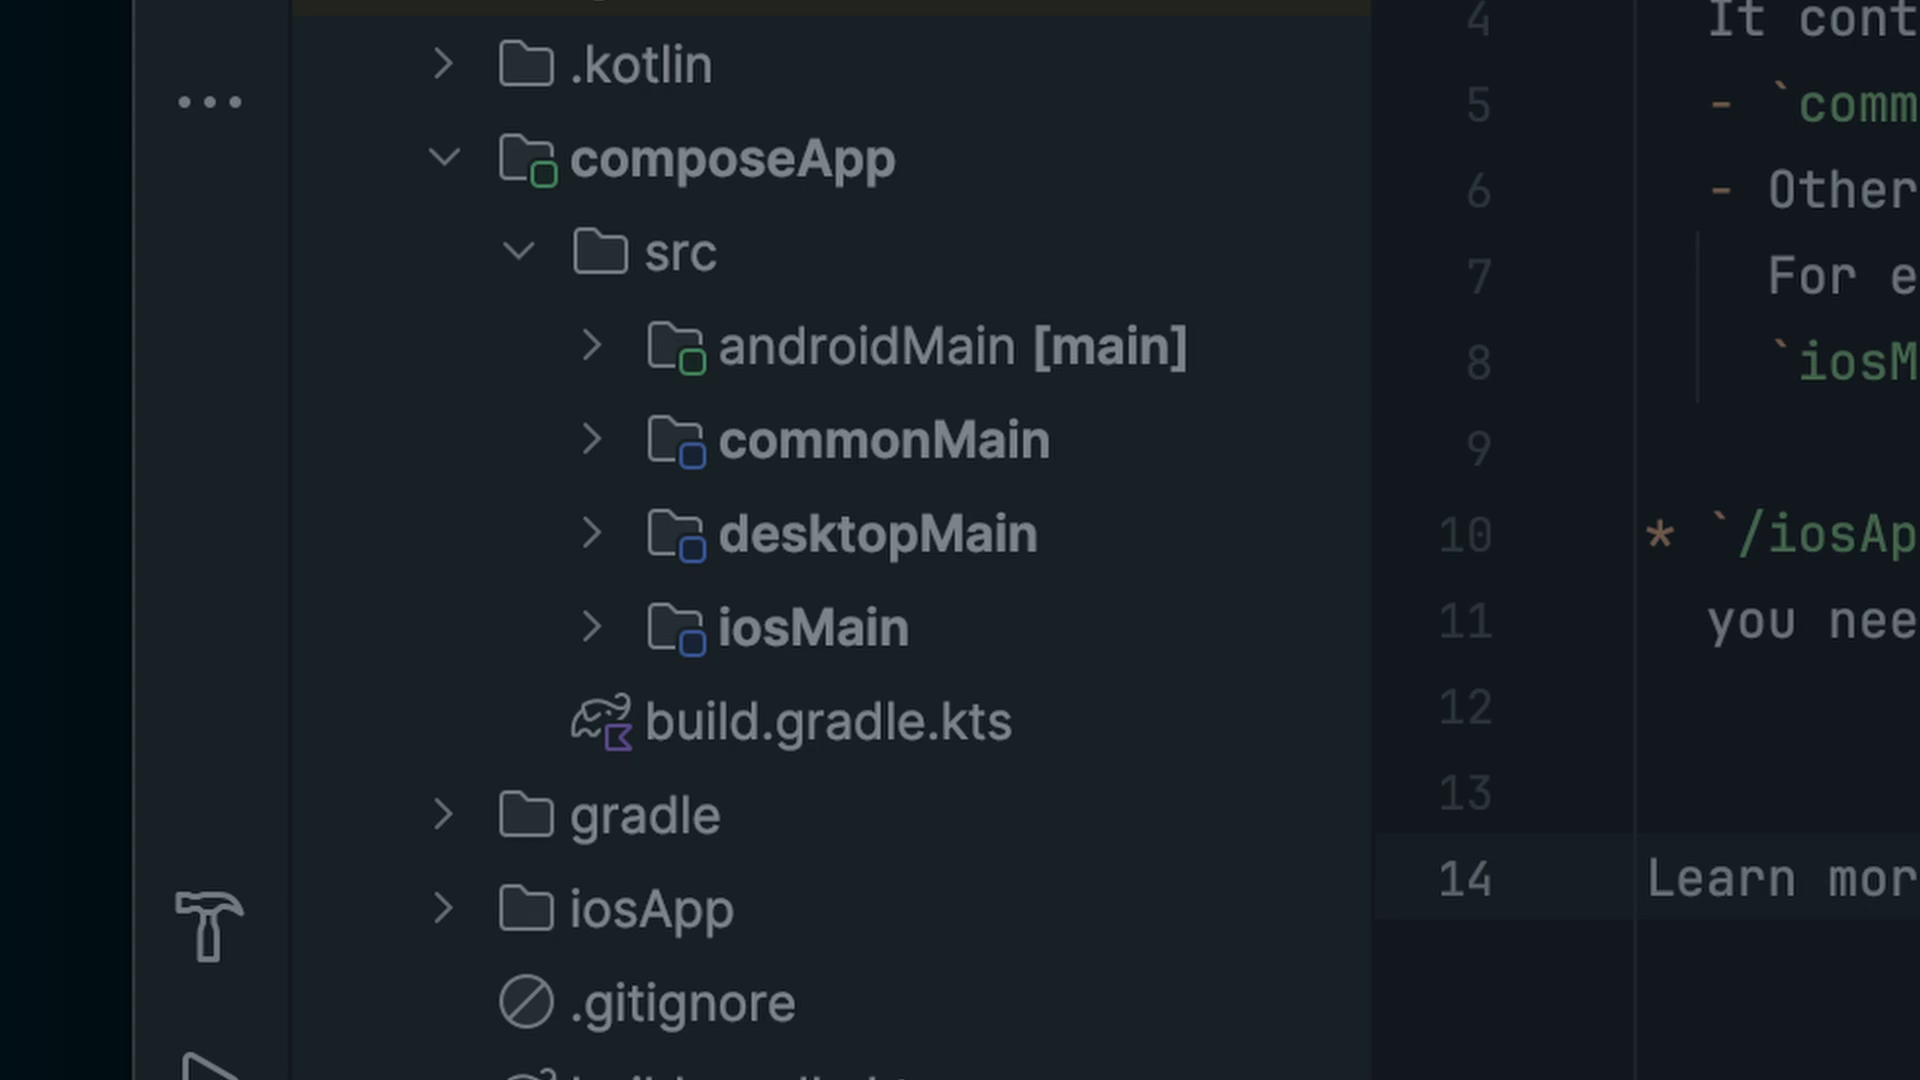 .kotlin
composeApp
src
androidMain [main]
commonMain
desktopMain
iosMain
build.gradle.kts
gradle
iosApp
.gitignore
4 It cont
5 - `comm
6 - Other
7 For e
8 `iosM
9
10 * `/iosAp
11 you nee
12
13
14 Learn mor